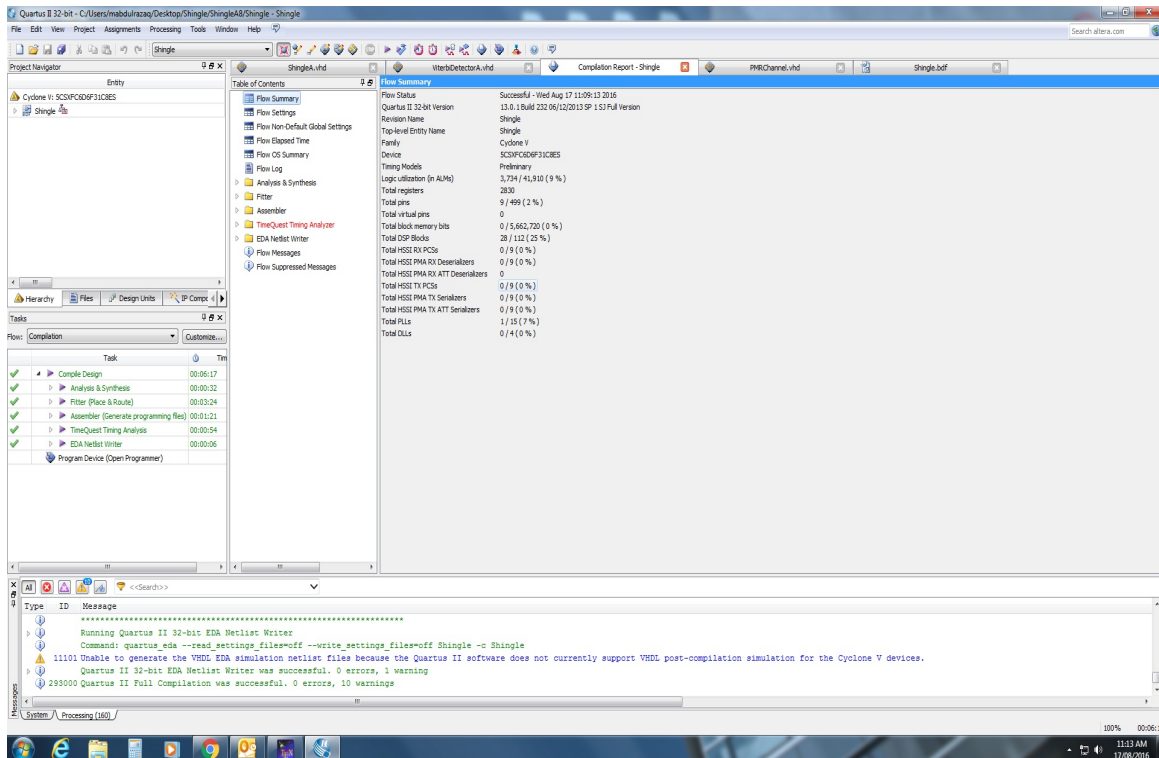 Quartus II 32-bit - C:/Users/mabdulrazaq/Desktop/Shingle/ShingleA8/Shingle - Shingle
File Edit View Project Assignments Processing Tools Window Help
Search altera.com
Shingle
Project Navigator
Entity
Cyclone V: 5CSXFC6D6F31C8ES
Shingle
Hierarchy Files Design Units IP Compo
Tasks
Flow: Compilation Customize...
Task Tim
Compile Design 00:06:17
Analysis & Synthesis 00:00:32
Fitter (Place & Route) 00:03:24
Assembler (Generate programming files) 00:01:21
TimeQuest Timing Analysis 00:00:54
EDA Netlist Writer 00:00:06
Program Device (Open Programmer)
ShingleA.vhd ViterbiDetectorA.vhd Compilation Report - Shingle PMRChannel.vhd Shingle.bdf
Table of Contents
Flow Summary
Flow Settings
Flow Non-Default Global Settings
Flow Elapsed Time
Flow OS Summary
Flow Log
Analysis & Synthesis
Fitter
Assembler
TimeQuest Timing Analyzer
EDA Netlist Writer
Flow Messages
Flow Suppressed Messages
Flow Summary
Flow Status Successful - Wed Aug 17 11:09:13 2016
Quartus II 32-bit Version 13.0.1 Build 232 06/12/2013 SP 1 SJ Full Version
Revision Name Shingle
Top-level Entity Name Shingle
Family Cyclone V
Device 5CSXFC6D6F31C8ES
Timing Models Preliminary
Logic utilization (in ALMs) 3,734 / 41,910 ( 9 % )
Total registers 2830
Total pins 9 / 499 ( 2 % )
Total virtual pins 0
Total block memory bits 0 / 5,662,720 ( 0 % )
Total DSP Blocks 28 / 112 ( 25 % )
Total HSSI RX PCSs 0 / 9 ( 0 % )
Total HSSI PMA RX Deserializers 0 / 9 ( 0 % )
Total HSSI PMA RX ATT Deserializers 0
Total HSSI TX PCSs 0 / 9 ( 0 % )
Total HSSI PMA TX Serializers 0 / 9 ( 0 % )
Total HSSI PMA TX ATT Serializers 0 / 9 ( 0 % )
Total PLLs 1 / 15 ( 7 % )
Total DLLs 0 / 4 ( 0 % )
All <<Search>>
Type ID Message
*****************************************************************
Running Quartus II 32-bit EDA Netlist Writer
Command: quartus_eda --read_settings_files=off --write_settings_files=off Shingle -c Shingle
11101 Unable to generate the VHDL EDA simulation netlist files because the Quartus II software does not currently support VHDL post-compilation simulation for the Cyclone V devices.
Quartus II 32-bit EDA Netlist Writer was successful. 0 errors, 1 warning
293000 Quartus II Full Compilation was successful. 0 errors, 10 warnings
Messages
System Processing (160)
100% 00:06:
11:13 AM
17/08/2016